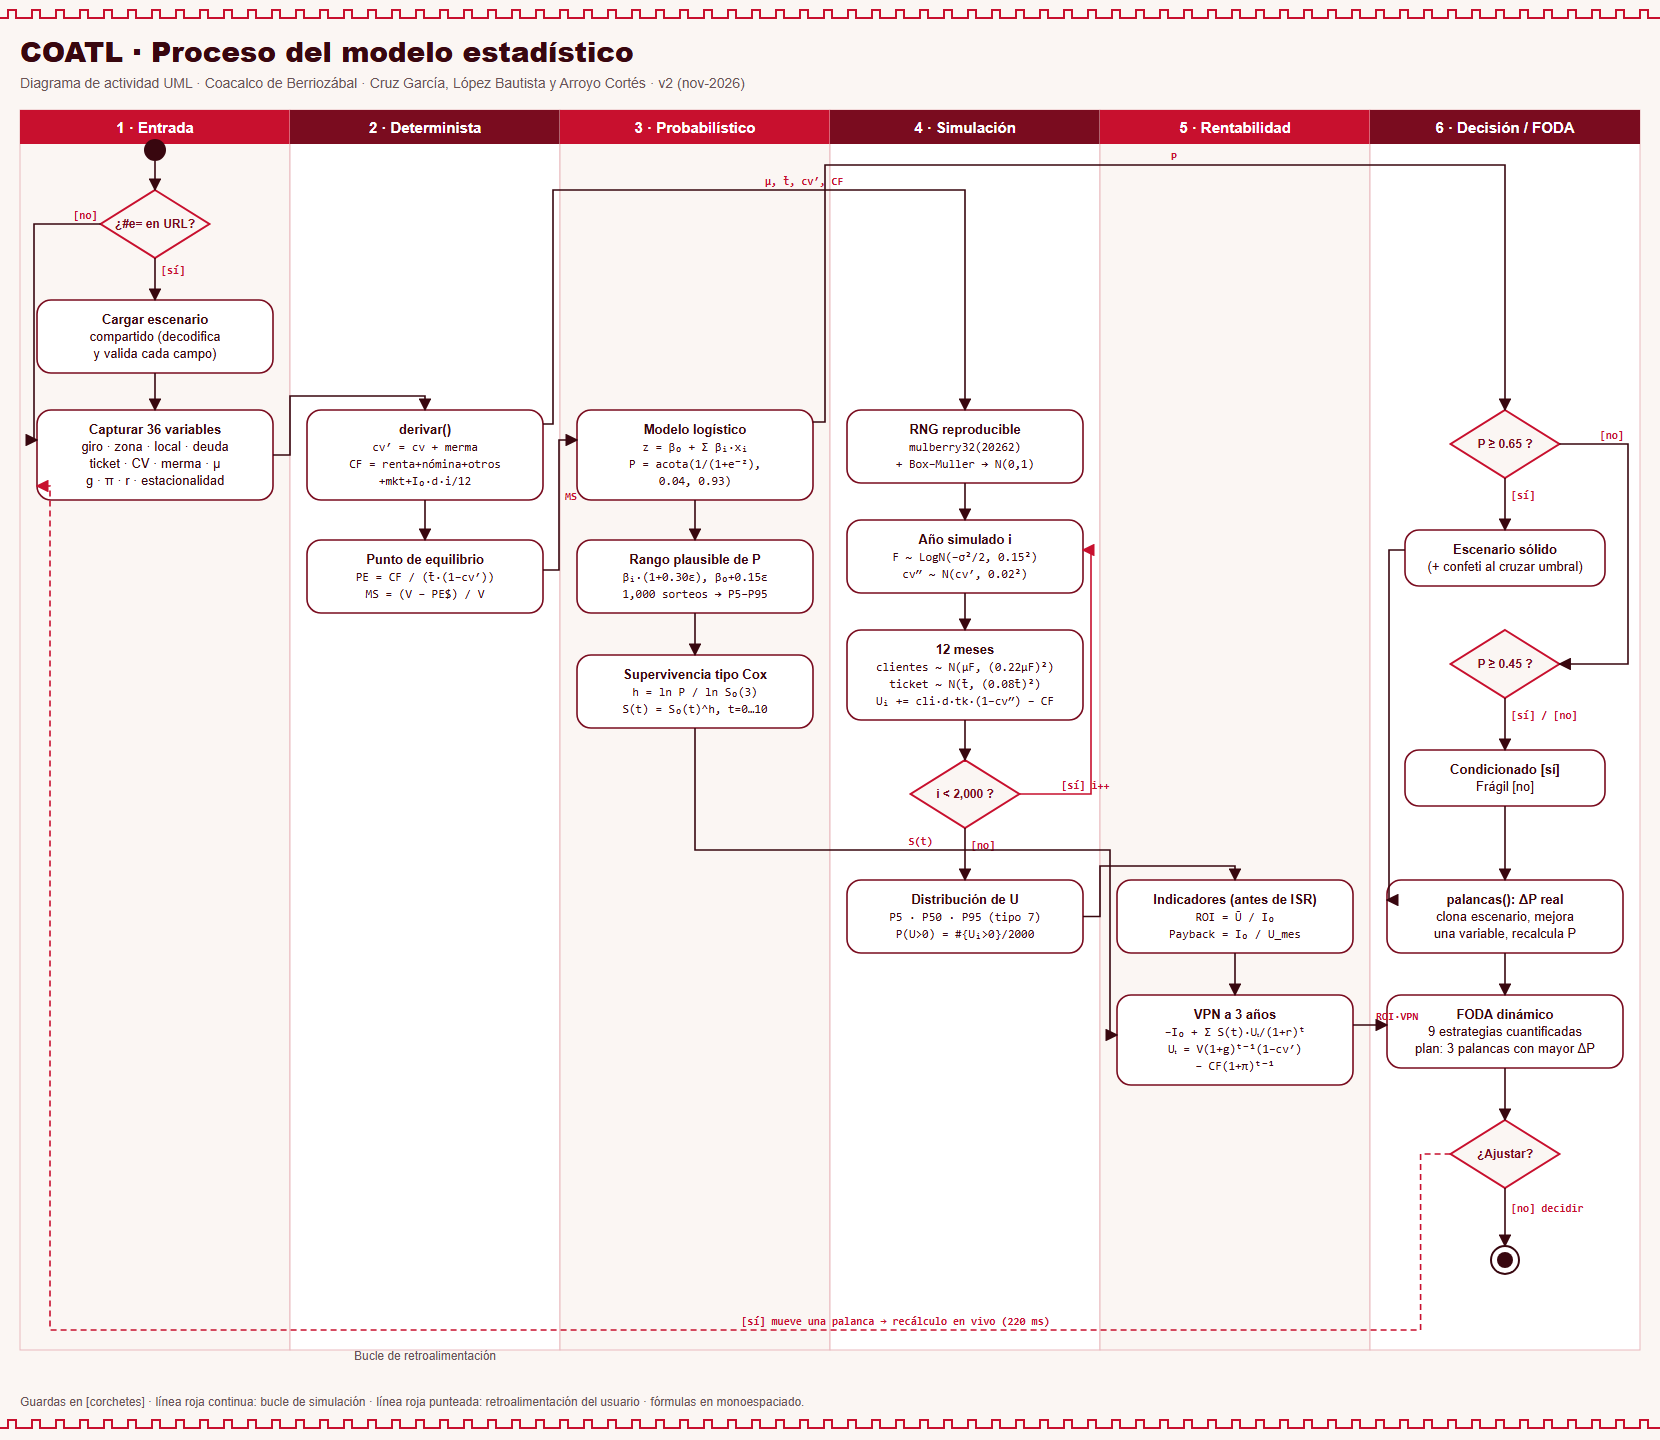 COATL · Proceso del modelo estadístico
Diagrama de actividad UML · Coacalco de Berriozábal · Cruz García, López Bautista y Arroyo Cortés · v2 (nov-2026)
1 · Entrada
2 · Determinista
3 · Probabilístico
4 · Simulación
5 · Rentabilidad
6 · Decisión / FODA
¿#e= en URL?
[no]
[sí]
Cargar escenario
compartido (decodifica
y valida cada campo)
Capturar 36 variables
giro · zona · local · deuda
ticket · CV · merma · μ
g · π · r · estacionalidad
derivar()
cv′ = cv + merma
CF = renta+nómina+otros
+mkt+I₀·d·i/12
Punto de equilibrio
PE = CF / (t̄·(1−cv′))
MS = (V − PE$) / V
MS
μ, t̄, cv′, CF
P
Modelo logístico
z = β₀ + Σ βᵢ·xᵢ
P = acota(1/(1+e⁻ᶻ),
0.04, 0.93)
Rango plausible de P
βᵢ·(1+0.30ε), β₀+0.15ε
1,000 sorteos → P5–P95
Supervivencia tipo Cox
h = ln P / ln S₀(3)
S(t) = S₀(t)^h, t=0…10
S(t)
RNG reproducible
mulberry32(20262)
+ Box–Muller → N(0,1)
Año simulado i
F ~ LogN(−σ²/2, 0.15²)
cv″ ~ N(cv′, 0.02²)
12 meses
clientes ~ N(μF, (0.22μF)²)
ticket ~ N(t̄, (0.08t̄)²)
Uᵢ += cli·d·tk·(1−cv″) − CF
i < 2,000 ?
[sí] i++
[no]
Distribución de U
P5 · P50 · P95 (tipo 7)
P(U>0) = #{Uᵢ>0}/2000
Indicadores (antes de ISR)
ROI = Ū / I₀
Payback = I₀ / U_mes
VPN a 3 años
−I₀ + Σ S(t)·Uₜ/(1+r)ᵗ
Uₜ = V(1+g)ᵗ⁻¹(1−cv′)
− CF(1+π)ᵗ⁻¹
ROI·VPN
P ≥ 0.65 ?
[no]
[sí]
Escenario sólido
(+ confeti al cruzar umbral)
P ≥ 0.45 ?
[sí] / [no]
Condicionado [sí]
Frágil [no]
palancas(): ΔP real
clona escenario, mejora
una variable, recalcula P
FODA dinámico
9 estrategias cuantificadas
plan: 3 palancas con mayor ΔP
¿Ajustar?
[no] decidir
[sí] mueve una palanca → recálculo en vivo (220 ms)
Bucle de retroalimentación
Guardas en [corchetes] · línea roja continua: bucle de simulación · línea roja punteada: retroalimentación del usuario · fórmulas en monoespaciado.